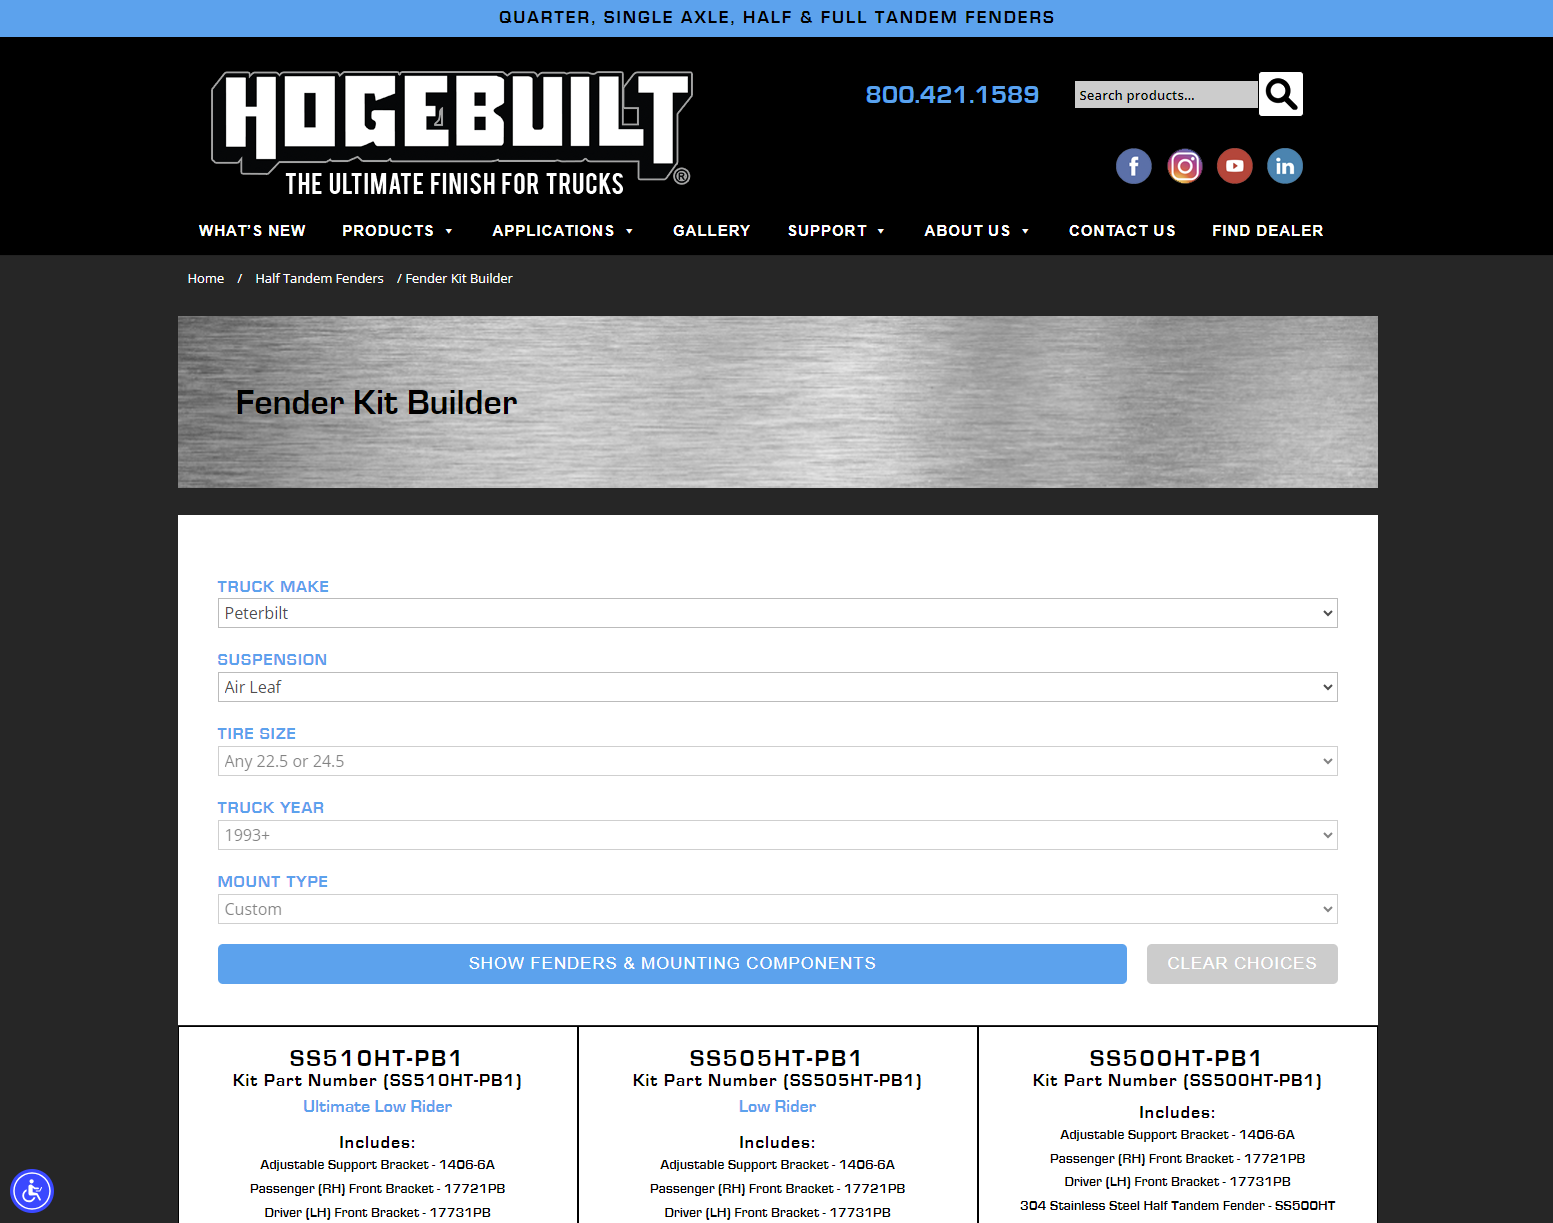 QUARTER, SINGLE AXLE, HALF & FULL TANDEM FENDERS
HOGEBUILT
®
THE ULTIMATE FINISH FOR TRUCKS
800.421.1589
Search products...
f
in
WHAT'S NEW
PRODUCTS
APPLICATIONS
GALLERY
SUPPORT
ABOUT US
CONTACT US
FIND DEALER
Home / Half Tandem Fenders / Fender Kit Builder
Fender Kit Builder
TRUCK MAKE
Peterbilt
SUSPENSION
Air Leaf
TIRE SIZE
Any 22.5 or 24.5
TRUCK YEAR
1993+
MOUNT TYPE
Custom
SHOW FENDERS & MOUNTING COMPONENTS
CLEAR CHOICES
SS510HT-PB1
Kit Part Number (SS510HT-PB1)
Ultimate Low Rider
Includes:
Adjustable Support Bracket - 1406-6A
Passenger (RH) Front Bracket - 17721PB
Driver (LH) Front Bracket - 17731PB
SS505HT-PB1
Kit Part Number (SS505HT-PB1)
Low Rider
Includes:
Adjustable Support Bracket - 1406-6A
Passenger (RH) Front Bracket - 17721PB
Driver (LH) Front Bracket - 17731PB
SS500HT-PB1
Kit Part Number (SS500HT-PB1)
Includes:
Adjustable Support Bracket - 1406-6A
Passenger (RH) Front Bracket - 17721PB
Driver (LH) Front Bracket - 17731PB
304 Stainless Steel Half Tandem Fender - SS500HT